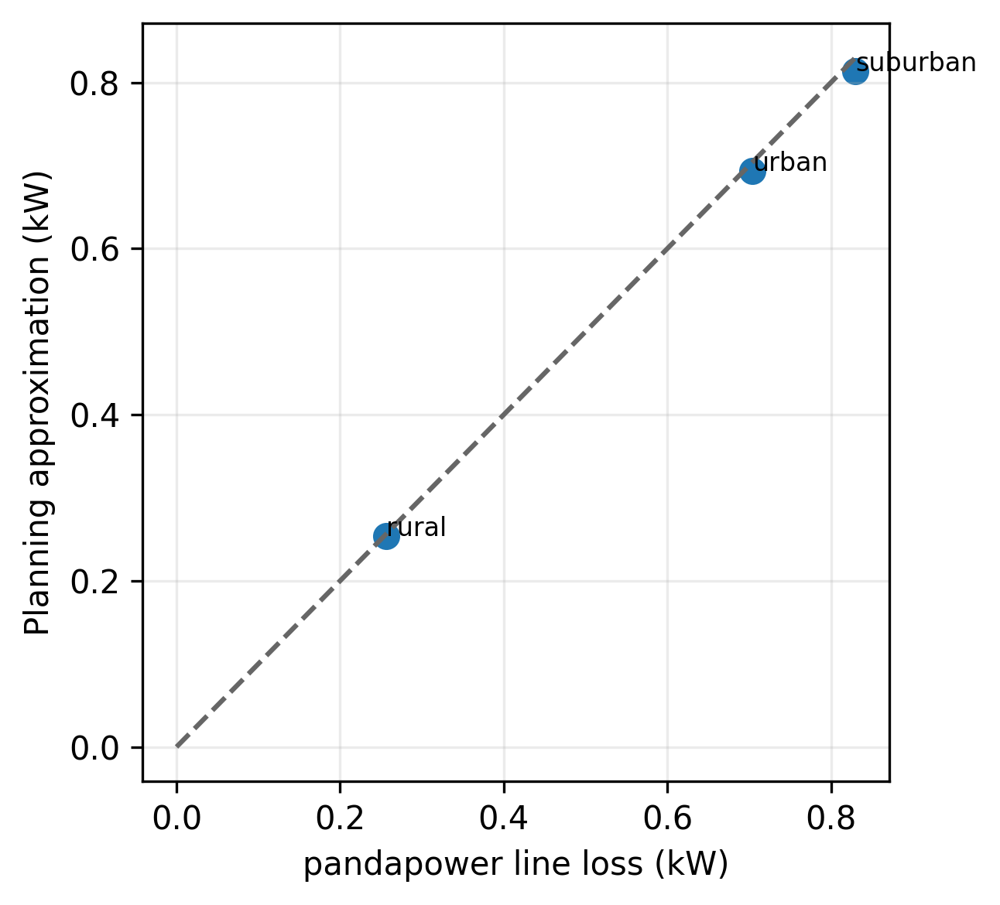 suburban
0.8
urban
0.6
Planning approximation (kW)
0.4
rural
0.2
0.0
0.0 0.2 0.4 0.6 0.8
pandapower line loss (kW)